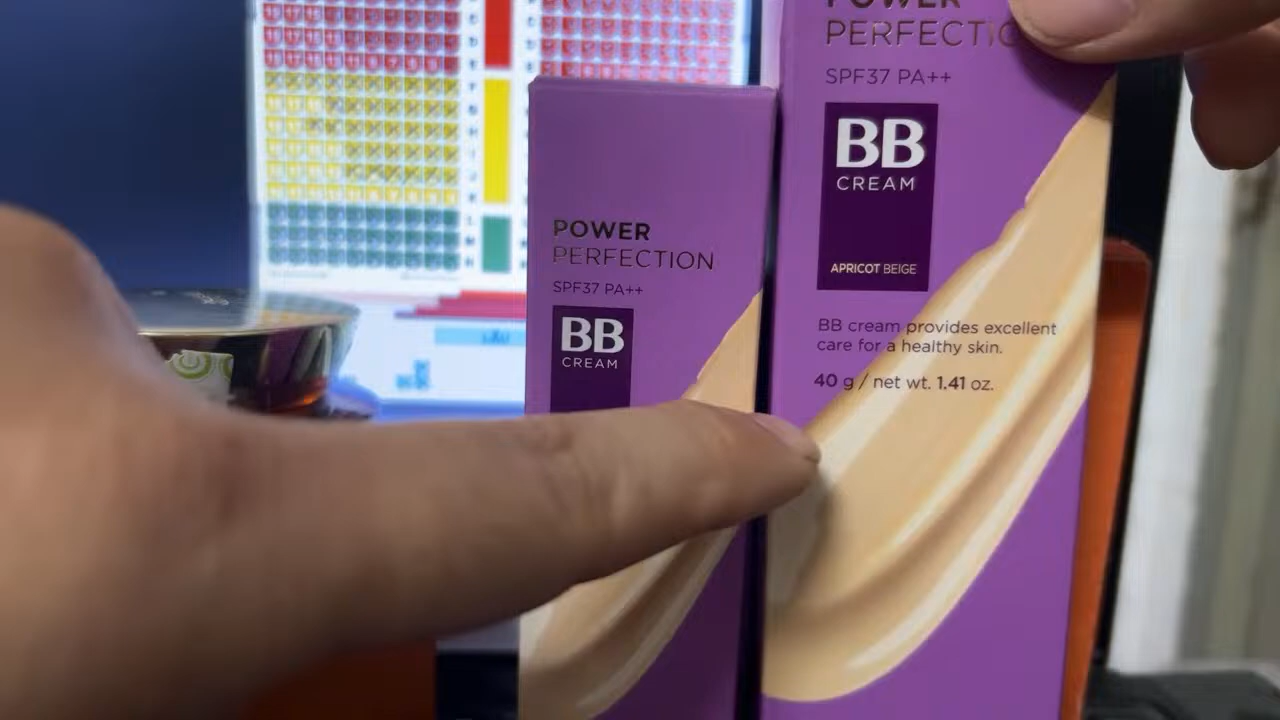 POWER
PERFECTION
SPF37 PA++
BB
CREAM
POWER
SPF37 PA++
BB
CREAM
APRICOT BEIGE
BB cream provides excellent
care for a healthy skin.
40 g / net wt. 1.41 oz.